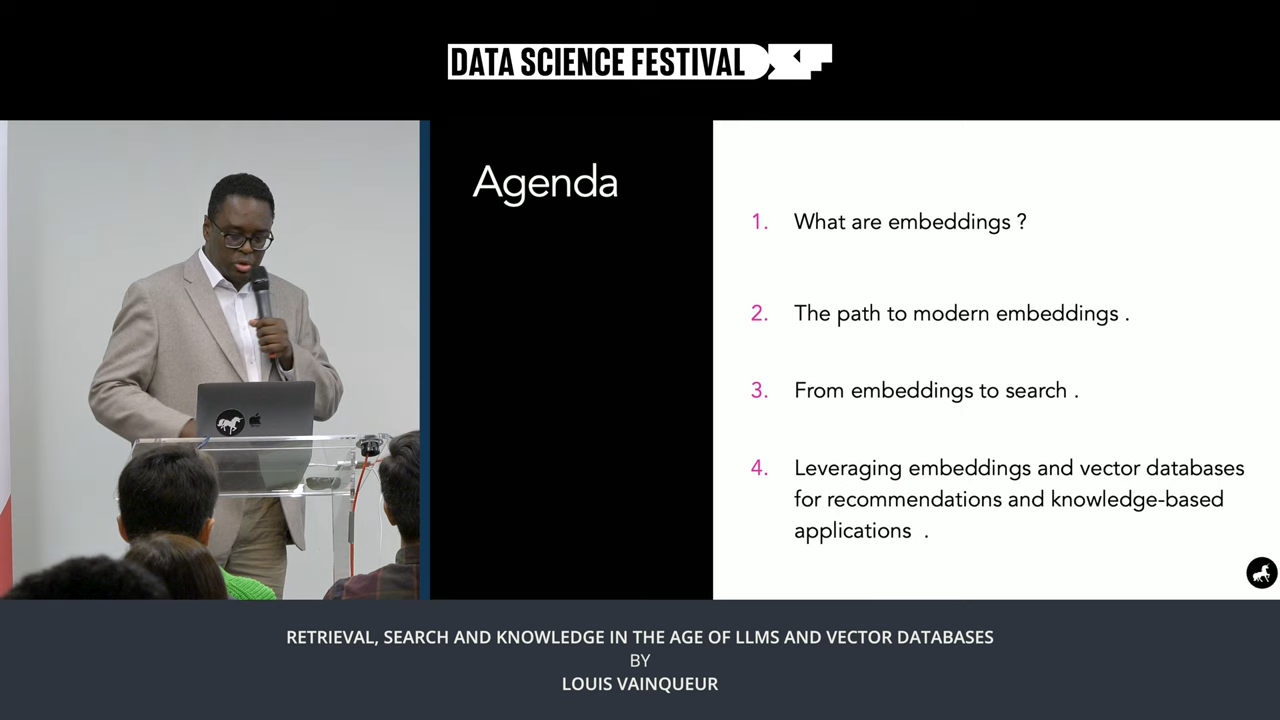 DATA SCIENCE FESTIVAL
Agenda
1. What are embeddings ?
2. The path to modern embeddings .
3. From embeddings to search .
4. Leveraging embeddings and vector databases
for recommendations and knowledge-based
applications .
RETRIEVAL, SEARCH AND KNOWLEDGE IN THE AGE OF LLMS AND VECTOR DATABASES
BY
LOUIS VAINQUEUR